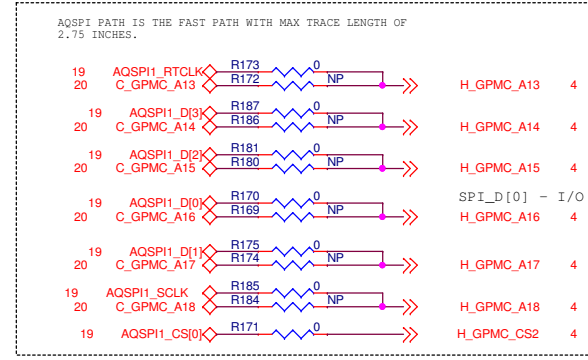 AQSPI PATH IS THE FAST PATH WITH MAX TRACE LENGTH OF
2.75 INCHES.
19 AQSPI1_RTCLK R173 0
20 C_GPMC_A13 R172 NP H_GPMC_A13 4
19 AQSPI1_D[3] R187 0
20 C_GPMC_A14 R186 NP H_GPMC_A14 4
19 AQSPI1_D[2] R181 0
20 C_GPMC_A15 R180 NP H_GPMC_A15 4
19 AQSPI1_D[0] R170 0 SPI_D[0] - I/O
20 C_GPMC_A16 R169 NP H_GPMC_A16 4
19 AQSPI1_D[1] R175 0
20 C_GPMC_A17 R174 NP H_GPMC_A17 4
19 AQSPI1_SCLK R185 0
20 C_GPMC_A18 R184 NP H_GPMC_A18 4
19 AQSPI1_CS[0] R171 0 H_GPMC_CS2 4